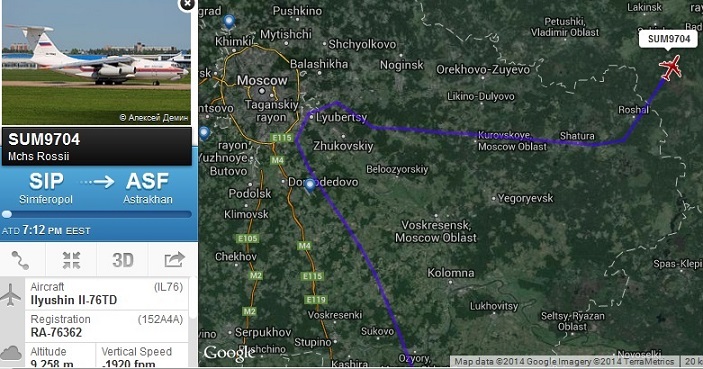 © Алексей Демин
SUM9704
Mchs Rossii
SIP
ASF
Simferopol
Astrakhan
ATD 7:12 PM EEST
3D
Aircraft
(IL76)
Ilyushin Il-76TD
Registration
(152A4A)
RA-76362
Altitude
Vertical Speed
9,258 m
-1920 fpm
grad
Pushkino
Khimki
Mytishchi
Shchyolkovo
Balashikha
Noginsk
Orekhovo-Zuyevo
Petushki,
Vladimir Oblast
Lakinsk
SUM9704
Moscow
Taganskiy
rayon
Likino-Dulyovo
Roshal
ntsovo
Lyubertsy
E115
Kurovskoye,
Moscow Oblast
Shatura
rayon
Yuzhnoye
Butovo
M4
Zhukovskiy
Beloozyorskiy
Domodedovo
Podolsk
Klimovsk
Yegoryevsk
Voskresensk,
Moscow Oblast
E105
M4
Chekhov
M2
E115
Kolomna
Spas-Klepi
E119
Voskresenki
Lukhovitsy
Seltsy, Ryazan
Oblast
Serpukhov
Sukovo
Stupino
M2
Kashira
Ozyory,
Novoselki
Google
Map data ©2014 Google Imagery ©2014 TerraMetrics
20 k